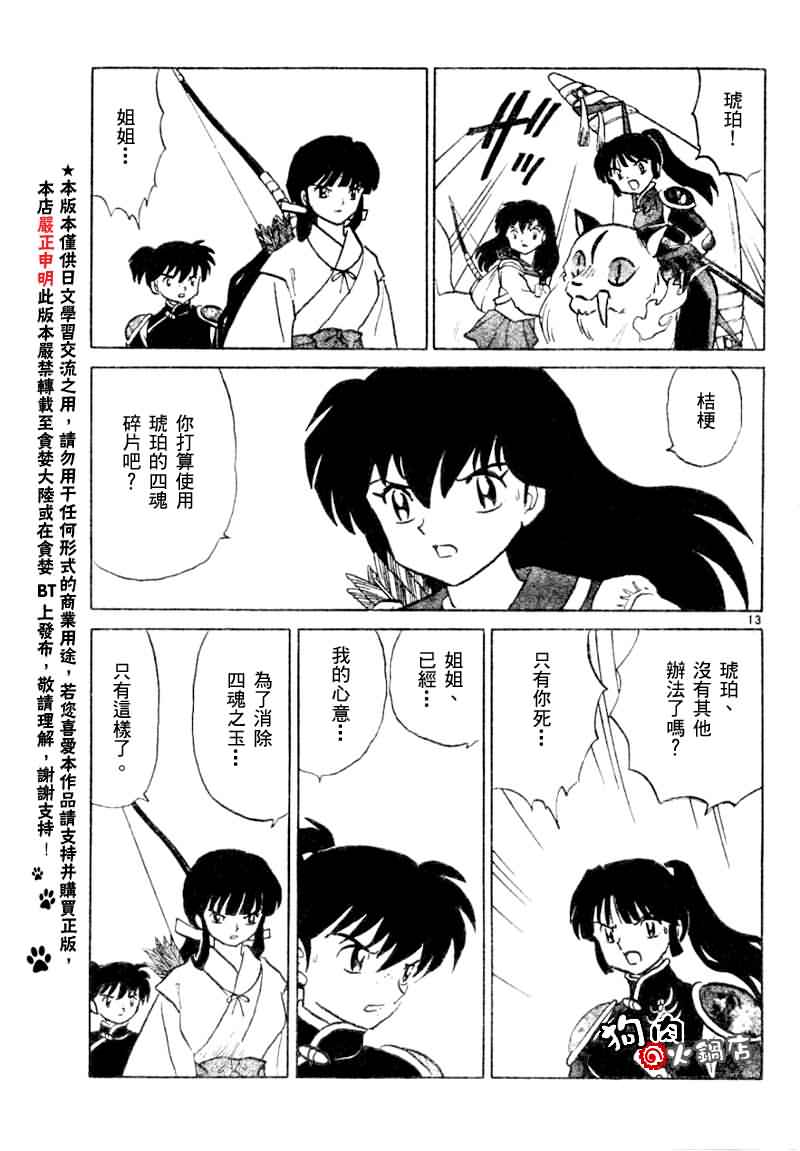 琥珀！
姐姐…
桔梗
你打算使用
琥珀的四魂
碎片吧？
13
琥珀、
沒有其他
辦法了嗎？
只有你死…
姐姐、
已經…
我的心意…
為了消除
四魂之玉…
只有這樣了。
★本版本僅供日文學習交流之用，請勿用于任何形式的商業用途，若您喜愛本作品請支持并購買正版，
本店嚴正申明此版本嚴禁轉載至貪婪大陸或在貪婪 BT 上發布，敬請理解，謝謝支持！
狗肉
火鍋店